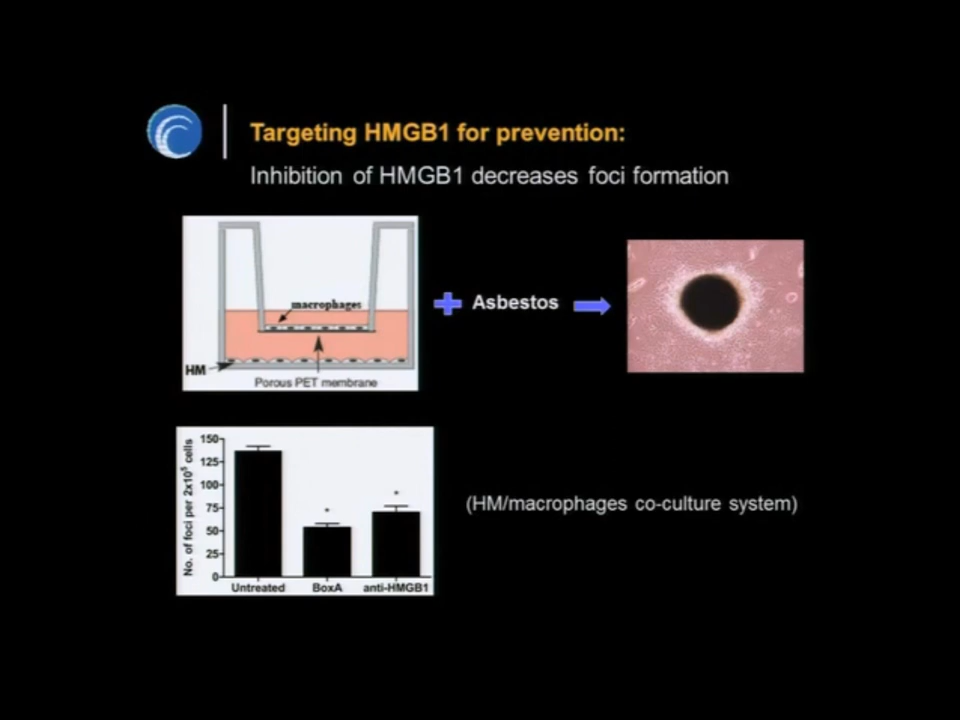 Targeting HMGB1 for prevention:
Inhibition of HMGB1 decreases foci formation
macrophages
HM
Porous PET membrane
Asbestos
No. of foci per 2x10⁵ cells
150
125
100
75
50
25
0
*
*
Untreated BoxA anti-HMGB1
(HM/macrophages co-culture system)